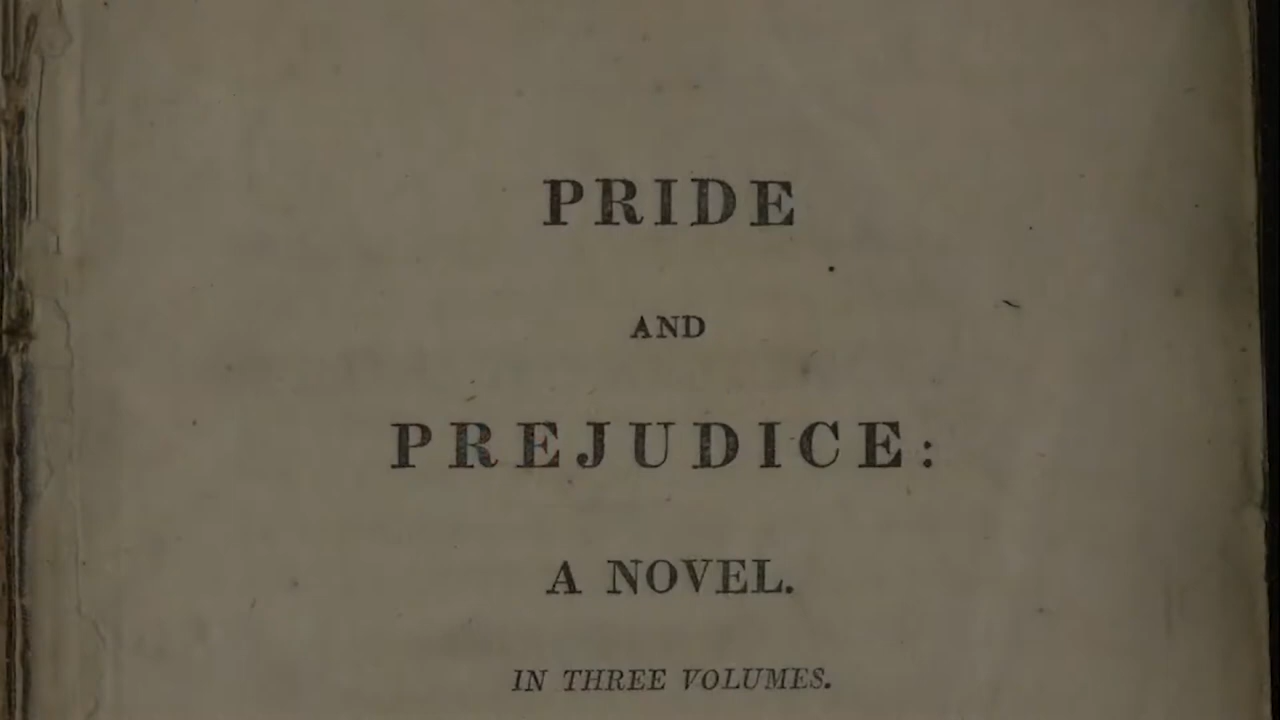 PRIDE
AND
PREJUDICE:
A NOVEL.
IN THREE VOLUMES.